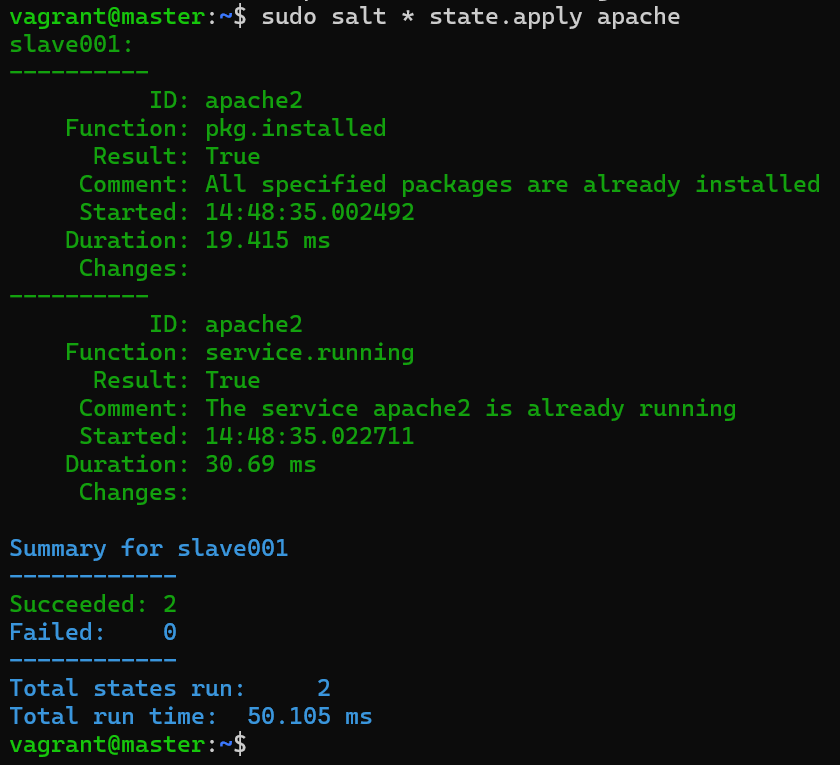 vagrant@master:~$ sudo salt * state.apply apache
slave001:
----------
          ID: apache2
    Function: pkg.installed
      Result: True
     Comment: All specified packages are already installed
     Started: 14:48:35.002492
    Duration: 19.415 ms
     Changes:
----------
          ID: apache2
    Function: service.running
      Result: True
     Comment: The service apache2 is already running
     Started: 14:48:35.022711
    Duration: 30.69 ms
     Changes:

Summary for slave001
------------
Succeeded: 2
Failed:    0
------------
Total states run:     2
Total run time:  50.105 ms
vagrant@master:~$